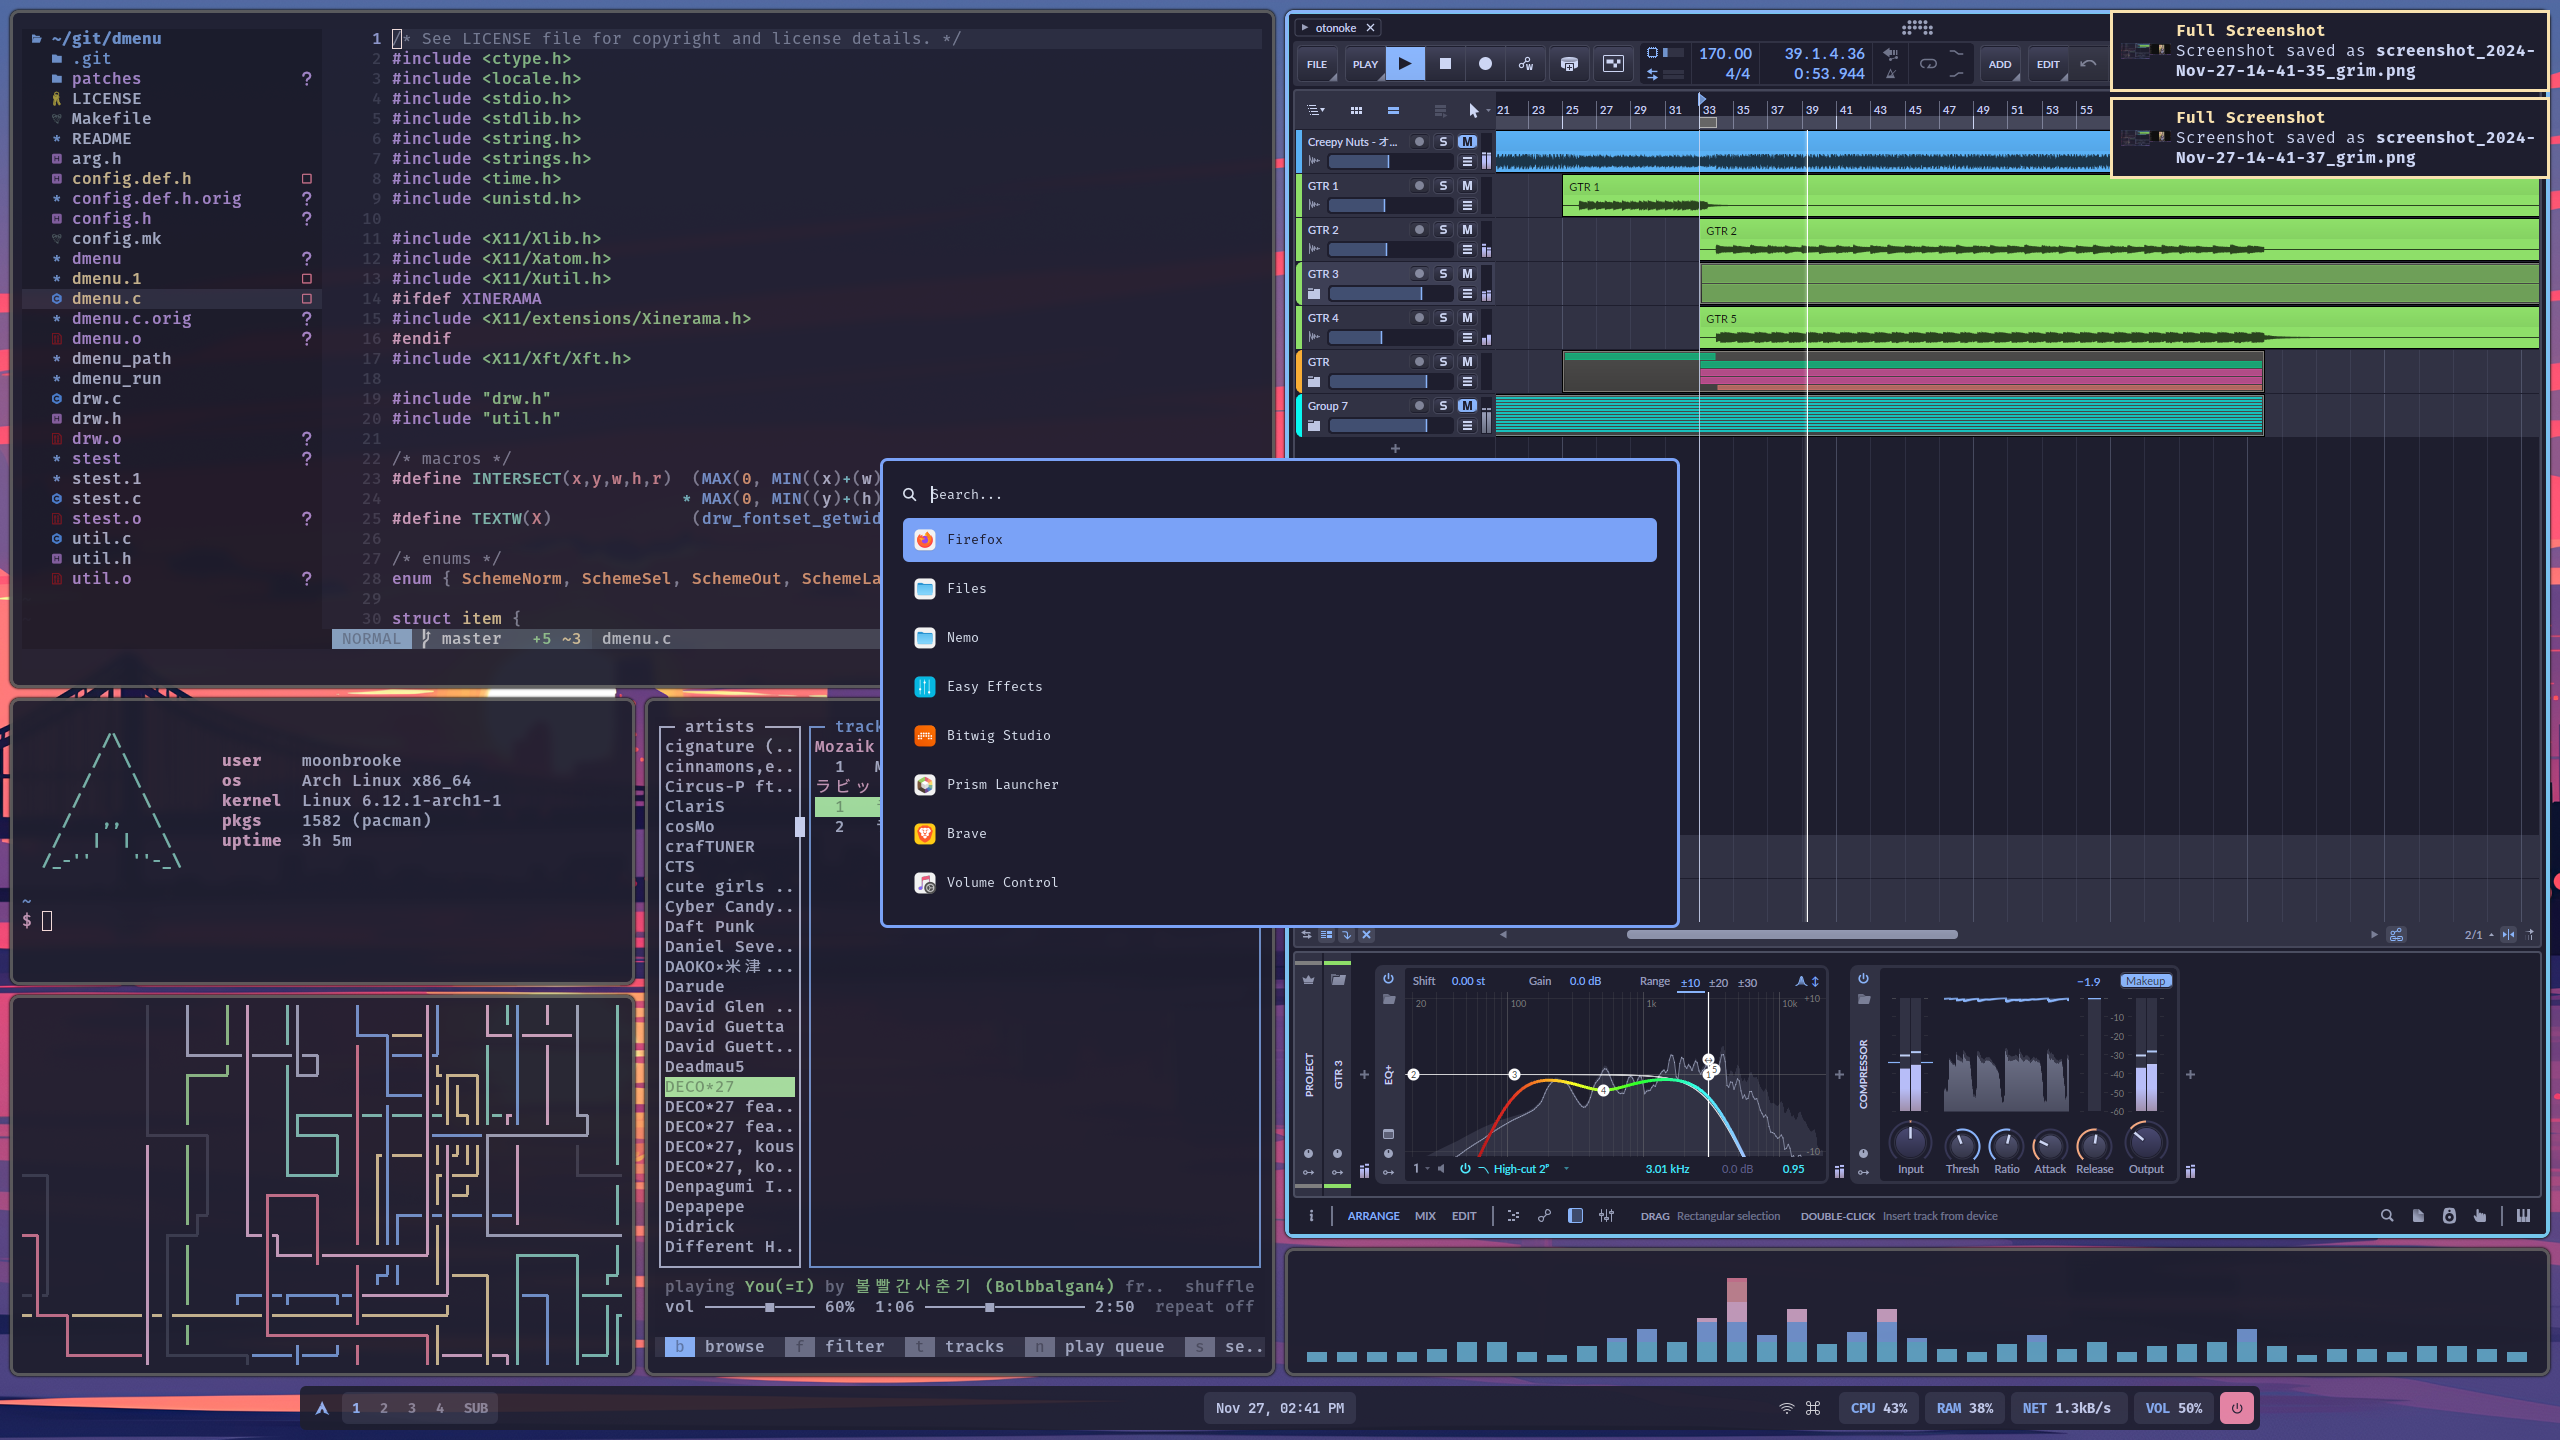 ~/git/dmenu
.git
patches ?
LICENSE
Makefile
README
arg.h
config.def.h
config.def.h.orig ?
config.h ?
config.mk
dmenu ?
dmenu.1
dmenu.c
dmenu.c.orig ?
dmenu.o ?
dmenu_path
dmenu_run
drw.c
drw.h
drw.o ?
stest ?
stest.1
stest.c
stest.o ?
util.c
util.h
util.o ?
1 /* See LICENSE file for copyright and license details. */
2 #include <ctype.h>
3 #include <locale.h>
4 #include <stdio.h>
5 #include <stdlib.h>
6 #include <string.h>
7 #include <strings.h>
8 #include <time.h>
9 #include <unistd.h>
10
11 #include <X11/Xlib.h>
12 #include <X11/Xatom.h>
13 #include <X11/Xutil.h>
14 #ifdef XINERAMA
15 #include <X11/extensions/Xinerama.h>
16 #endif
17 #include <X11/Xft/Xft.h>
18
19 #include "drw.h"
20 #include "util.h"
21
22 /* macros */
23 #define INTERSECT(x,y,w,h,r) (MAX(0, MIN((x)+(w)
24 * MAX(0, MIN((y)+(h)
25 #define TEXTW(X) (drw_fontset_getwid
26
27 /* enums */
28 enum { SchemeNorm, SchemeSel, SchemeOut, SchemeLa
29
30 struct item {
NORMAL master +5 ~3 dmenu.c
user moonbrooke
os Arch Linux x86_64
kernel Linux 6.12.1-arch1-1
pkgs 1582 (pacman)
uptime 3h 5m
~
$
artists
cignature (..
cinnamons,e..
Circus-P ft..
ClariS
cosMo
crafTUNER
CTS
cute girls ..
Cyber Candy..
Daft Punk
Daniel Seve..
DAOKO×米津...
Darude
David Glen ..
David Guetta
David Guett..
Deadmau5
DECO*27
DECO*27 fea..
DECO*27 fea..
DECO*27, kous
DECO*27, ko..
Denpagumi I..
Depapepe
Didrick
Different H..
track
Mozaik
1 M
ラビッ
1
2
playing You(=I) by 볼빨간사춘기 (Bolbbalgan4) fr.. shuffle
vol 60% 1:06 2:50 repeat off
b browse f filter t tracks n play queue s se..
Search...
Firefox
Files
Nemo
Easy Effects
Bitwig Studio
Prism Launcher
Brave
Volume Control
otonoke
FILE PLAY 170.00 39.1.4.36 ADD EDIT
4/4 0:53.944
Full Screenshot
Screenshot saved as screenshot_2024-
Nov-27-14-41-35_grim.png
Full Screenshot
Screenshot saved as screenshot_2024-
Nov-27-14-41-37_grim.png
21 23 25 27 29 31 33 35 37 39 41 43 45 47 49 51 53 55
Creepy Nuts - オ... S M
GTR 1 S M GTR 1
GTR 2 S M GTR 2
GTR 3 S M
GTR 4 S M GTR 5
GTR S M
Group 7 S M
2/1
PROJECT
GTR 3
EQ+
Shift 0.00 st Gain 0.0 dB Range ±10 ±20 ±30
20 100 1k 10k +10
2 3 4 1 5
-10
1 High-cut 2ᴾ 3.01 kHz 0.0 dB 0.95
COMPRESSOR
-1.9 Makeup
-10
-20
-30
-40
-50
-60
Input Thresh Ratio Attack Release Output
ARRANGE MIX EDIT DRAG Rectangular selection DOUBLE-CLICK Insert track from device
1 2 3 4 SUB
Nov 27, 02:41 PM
CPU 43% RAM 38% NET 1.3kB/s VOL 50%